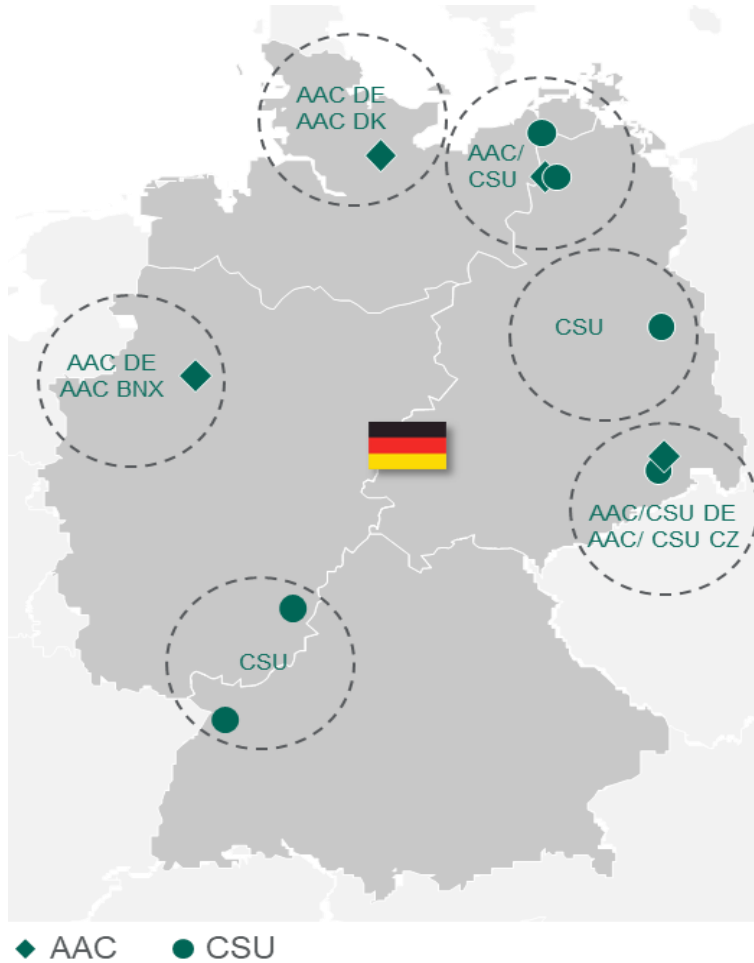 AAC DE
AAC DK
AAC/
CSU
CSU
AAC DE
AAC BNX
AAC/CSU DE
AAC/ CSU CZ
CSU
AAC
CSU